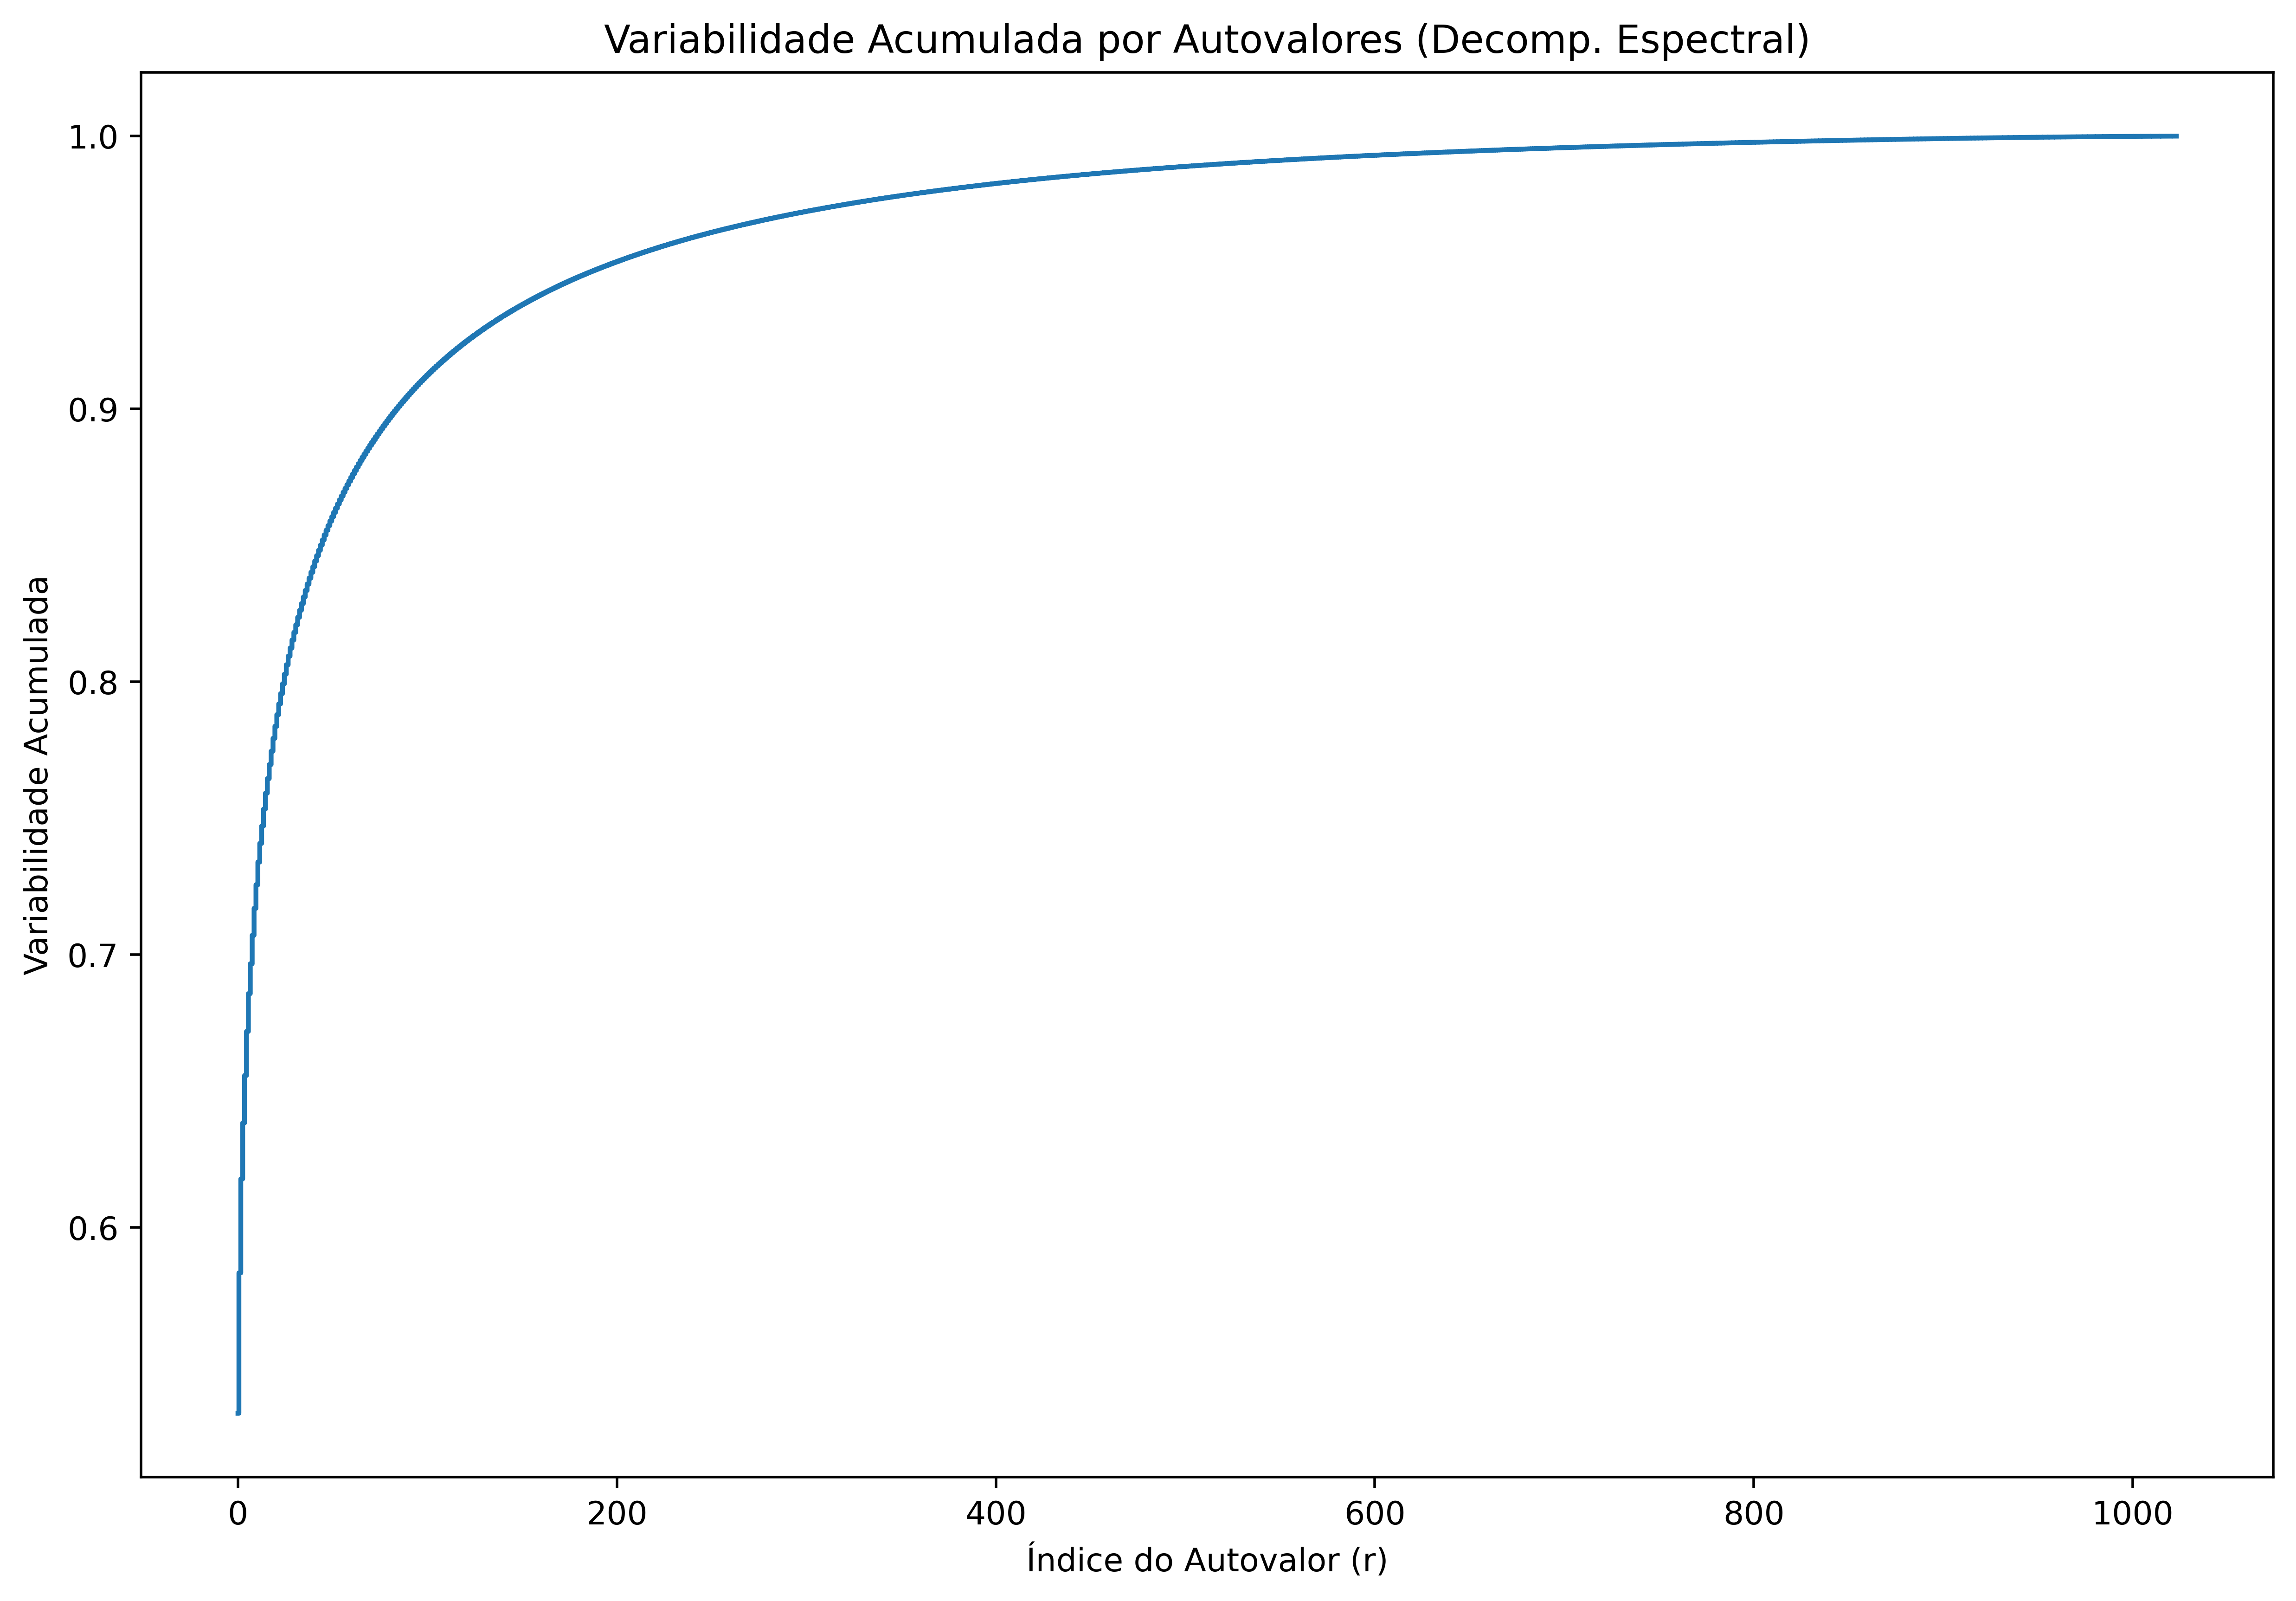 Variabilidade Acumulada por Autovalores (Decomp. Espectral)
Variabilidade Acumulada
1.0
0.9
0.8
0.7
0.6
0 200 400 600 800 1000
Índice do Autovalor (r)